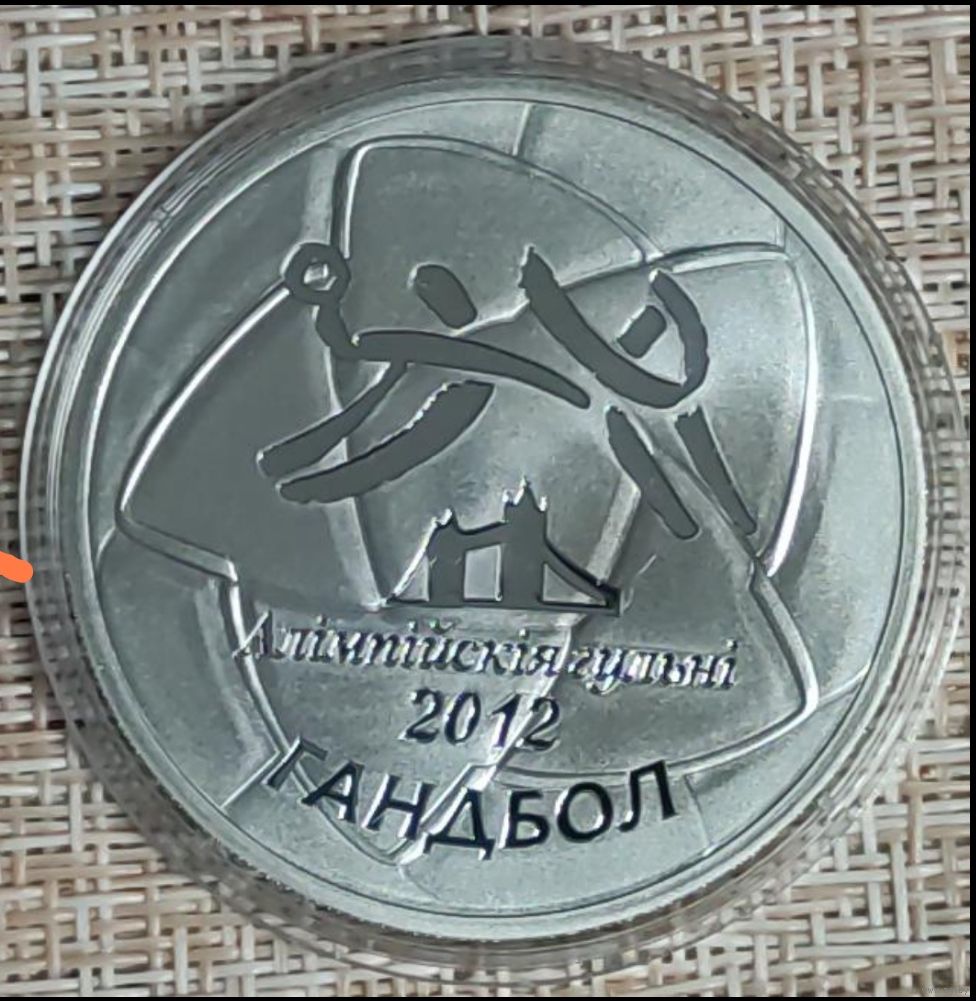 Алімпійскія гульні
2012
ГАНДБОЛ